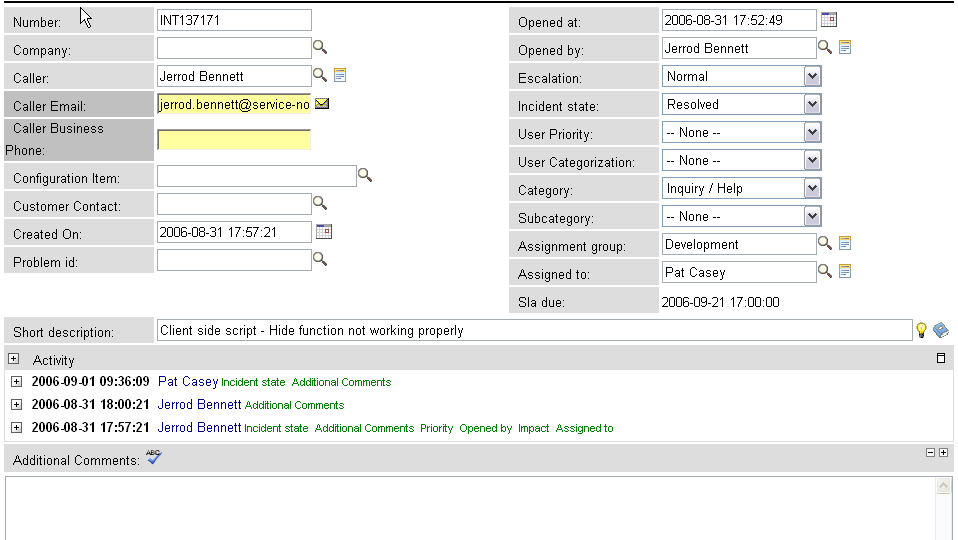 Number: INT137171
Company:
Caller: Jerrod Bennett
Caller Email: jerrod.bennett@service-no
Caller Business
Phone:
Configuration Item:
Customer Contact:
Created On: 2006-08-31 17:57:21
Problem id:
Opened at: 2006-08-31 17:52:49
Opened by: Jerrod Bennett
Escalation: Normal
Incident state: Resolved
User Priority: -- None --
User Categorization: -- None --
Category: Inquiry / Help
Subcategory: -- None --
Assignment group: Development
Assigned to: Pat Casey
Sla due: 2006-09-21 17:00:00
Short description: Client side script - Hide function not working properly
Activity
2006-09-01 09:36:09 Pat Casey Incident state Additional Comments
2006-08-31 18:00:21 Jerrod Bennett Additional Comments
2006-08-31 17:57:21 Jerrod Bennett Incident state Additional Comments Priority Opened by Impact Assigned to
Additional Comments: ABC